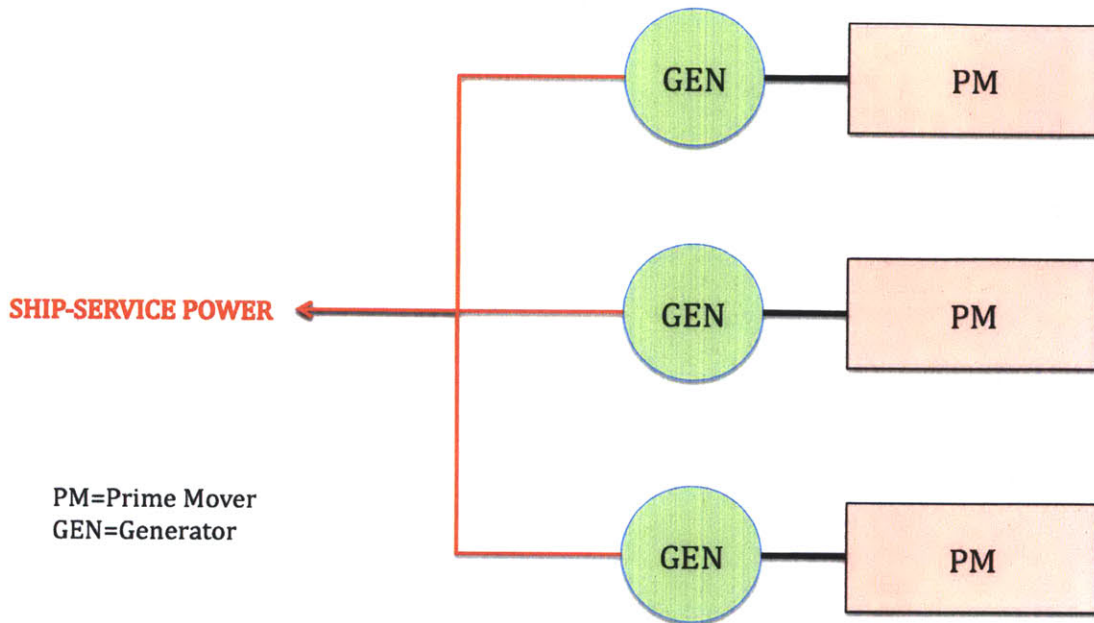 GEN PM
SHIP-SERVICE POWER GEN PM
PM=Prime Mover
GEN=Generator
GEN PM